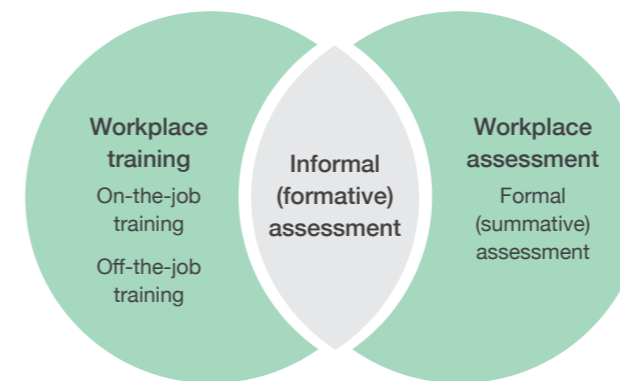 Workplace
training
On-the-job
training
Off-the-job
training
Informal
(formative)
assessment
Workplace
assessment
Formal
(summative)
assessment